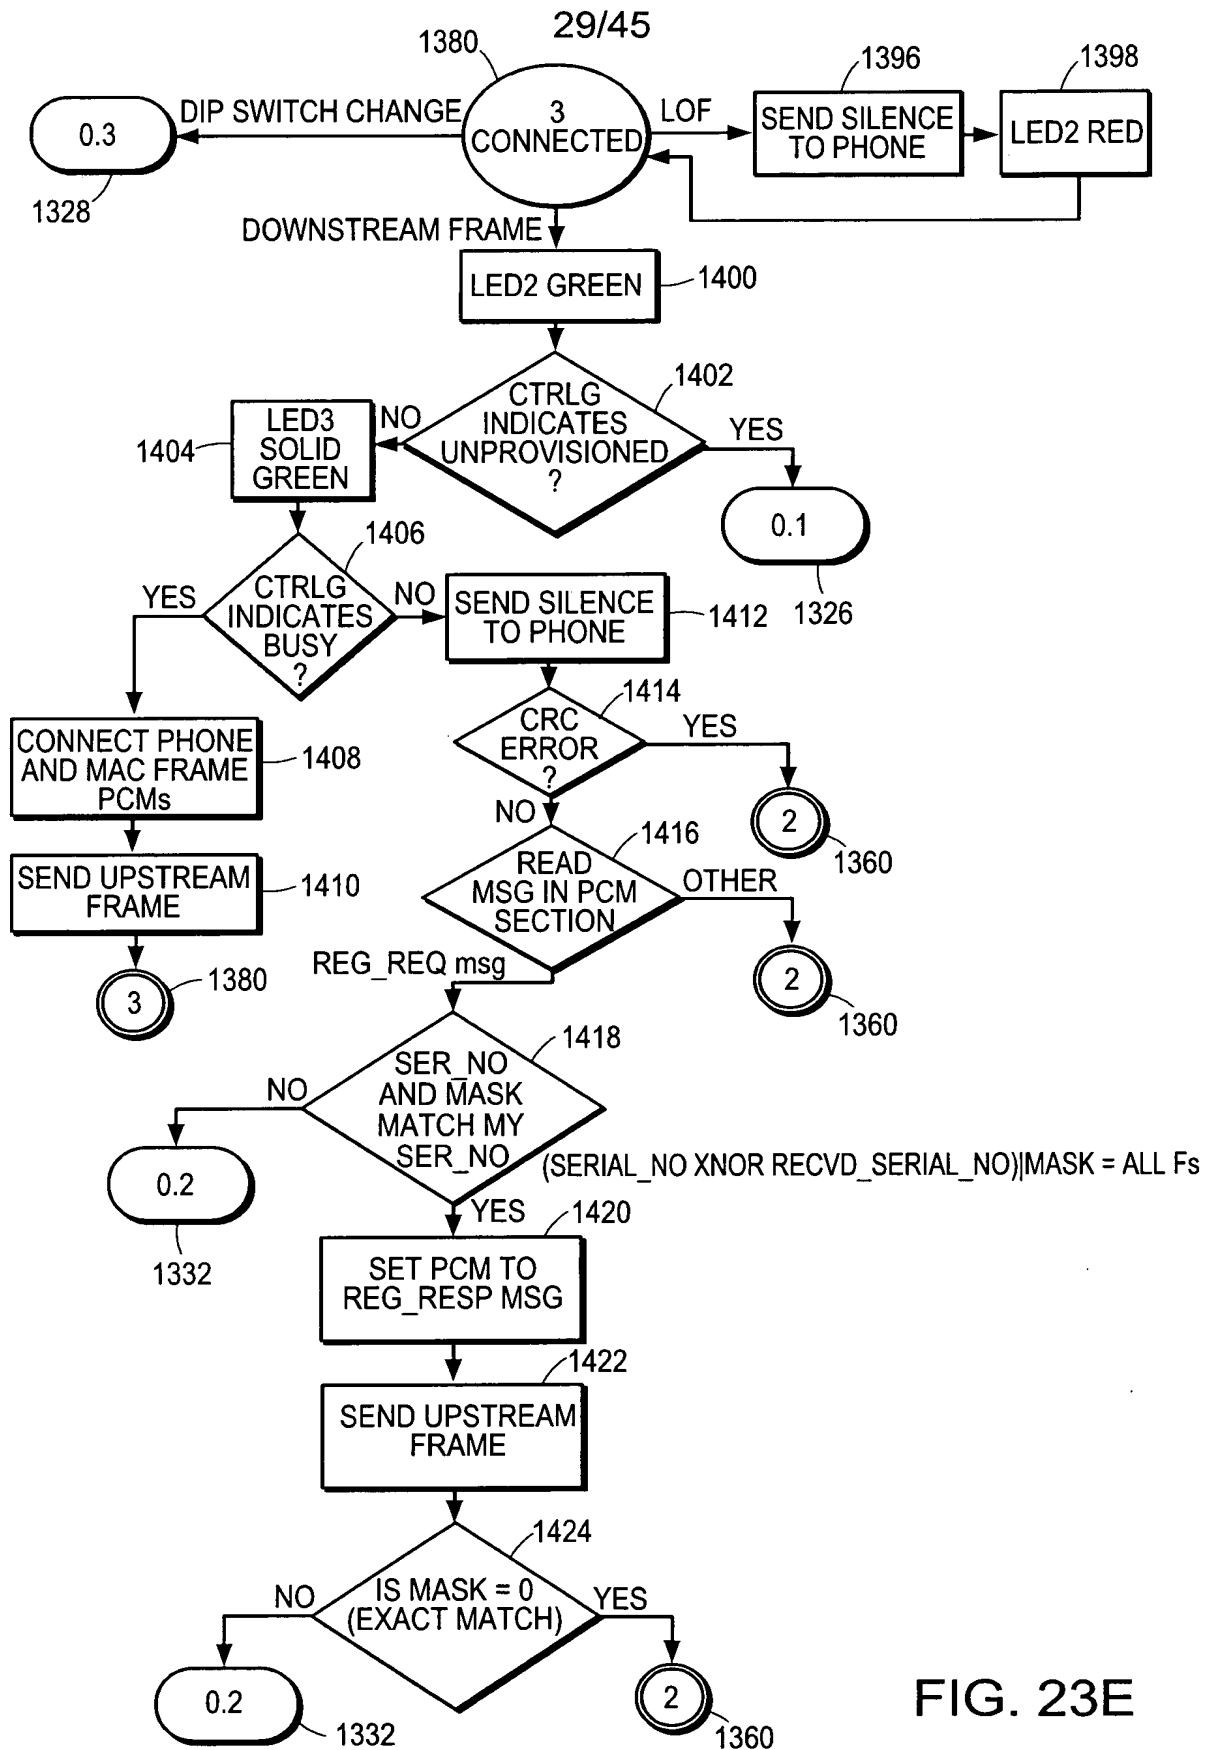 29/45
1380
1396
1398
DIP SWITCH CHANGE
0.3
1328
3
CONNECTED
LOF
SEND SILENCE
TO PHONE
LED2 RED
DOWNSTREAM FRAME
LED2 GREEN
1400
CTRLG
INDICATES
UNPROVISIONED
?
1402
NO
YES
LED3
SOLID
GREEN
1404
0.1
1326
CTRLG
INDICATES
BUSY
?
1406
YES
NO
SEND SILENCE
TO PHONE
1412
CRC
ERROR
?
1414
YES
NO
2
1360
CONNECT PHONE
AND MAC FRAME
PCMs
1408
SEND UPSTREAM
FRAME
1410
3
1380
READ
MSG IN PCM
SECTION
1416
OTHER
2
1360
REG_REQ msg
SER_NO
AND MASK
MATCH MY
SER_NO
1418
NO
0.2
1332
(SERIAL_NO XNOR RECVD_SERIAL_NO)|MASK = ALL Fs
YES
1420
SET PCM TO
REG_RESP MSG
1422
SEND UPSTREAM
FRAME
1424
IS MASK = 0
(EXACT MATCH)
NO
YES
0.2
1332
2
1360
FIG. 23E